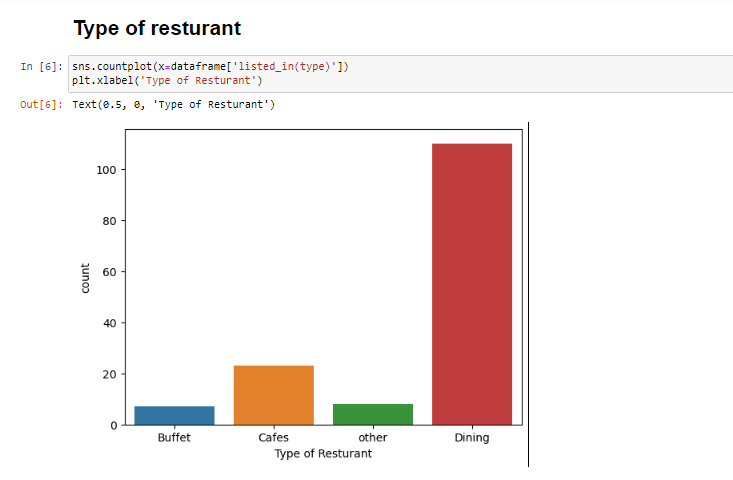 Type of resturant
In [6]: sns.countplot(x=dataframe['listed_in(type)'])
plt.xlabel('Type of Resturant')
Out[6]: Text(0.5, 0, 'Type of Resturant')
100
80
60
40
20
0
count
Buffet Cafes other Dining
Type of Resturant